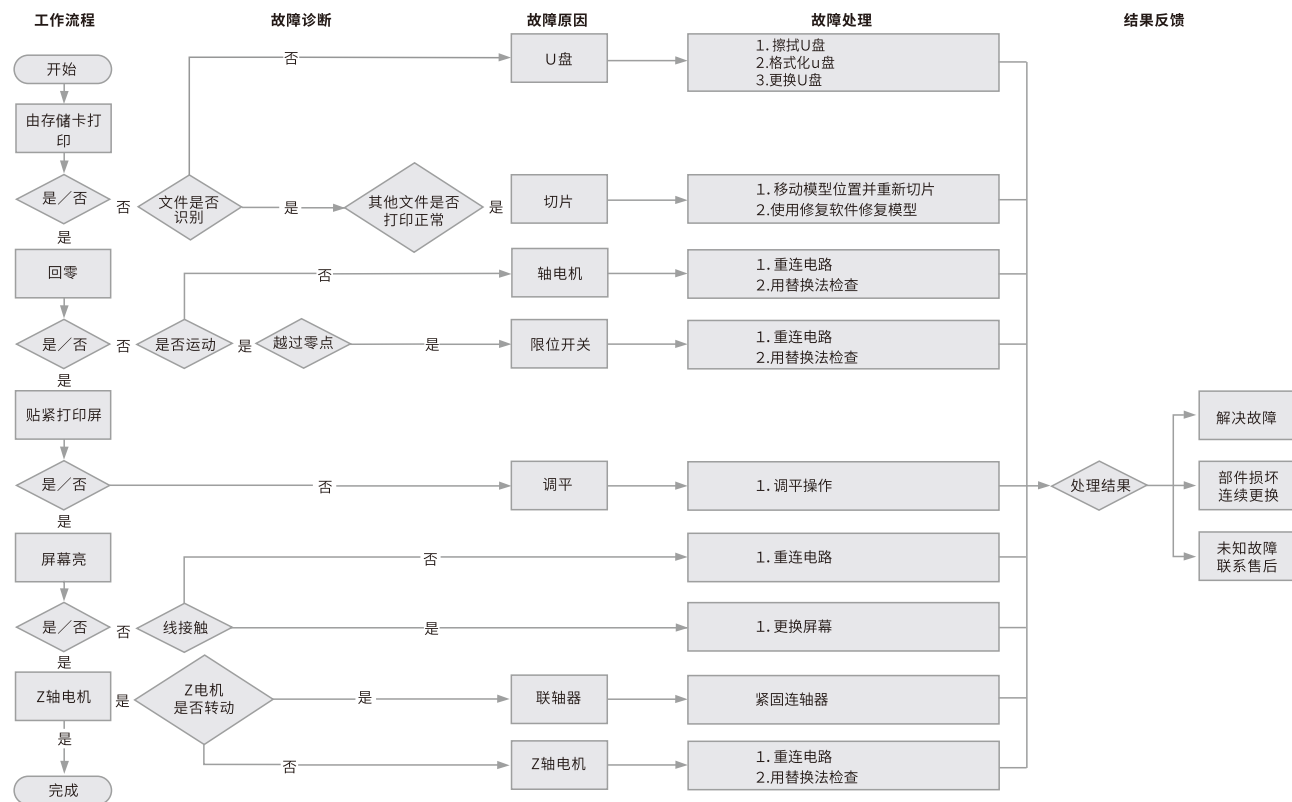 工作流程
故障诊断
故障原因
故障处理
结果反馈
开始
否
U盘
1. 擦拭U盘
2.格式化u盘
3.更换U盘
由存储卡打
印
是／否
否
文件是否
识别
是
其他文件是否
打印正常
是
切片
1. 移动模型位置并重新切片
2.使用修复软件修复模型
是
回零
否
轴电机
1. 重连电路
2.用替换法检查
是／否
否
是否运动
是
越过零点
是
限位开关
1. 重连电路
2.用替换法检查
是
贴紧打印屏
是／否
否
调平
1. 调平操作
处理结果
解决故障
部件损坏
连续更换
未知故障
联系售后
是
屏幕亮
否
1. 重连电路
是／否
否
线接触
是
1. 更换屏幕
是
Z轴电机
是
Z电机
是否转动
是
联轴器
紧固连轴器
是
否
Z轴电机
1. 重连电路
2.用替换法检查
完成